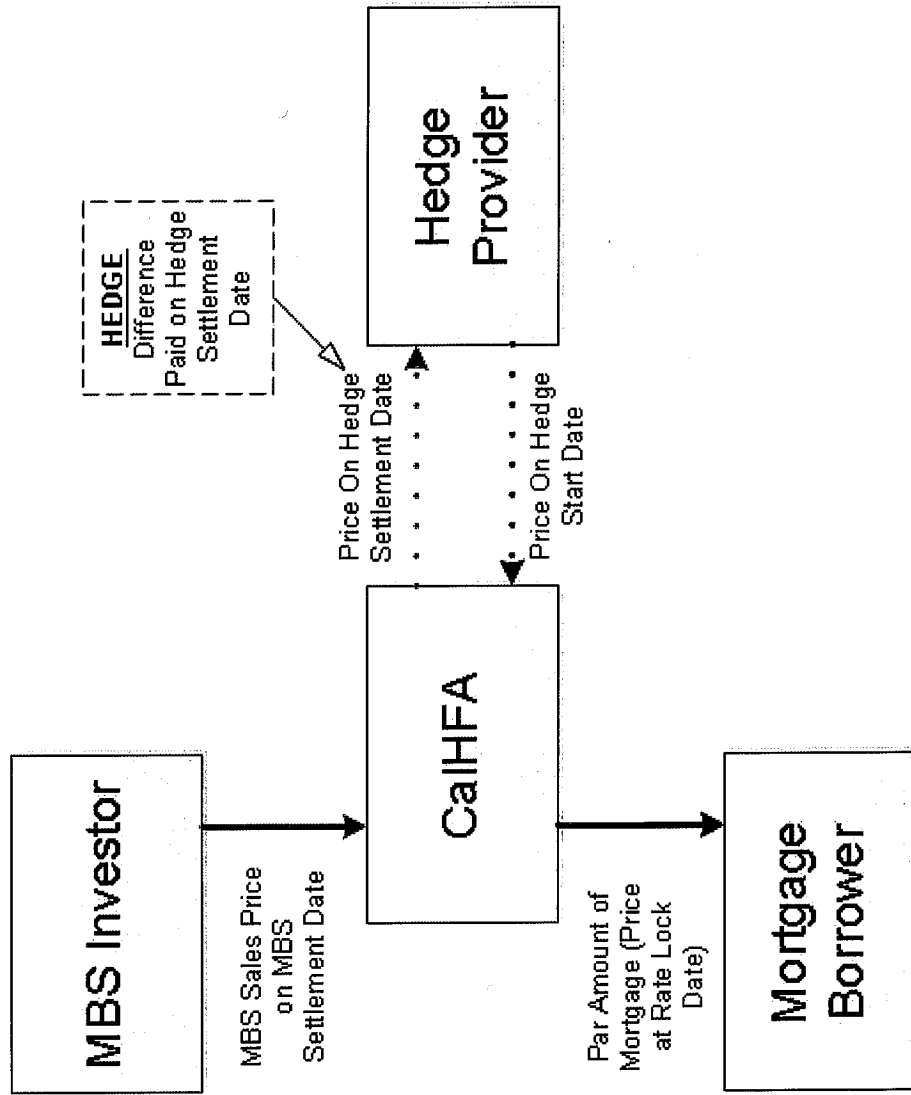 MBS Investor
MBS Sales Price
on MBS
Settlement Date
CalHFA
Par Amount of
Mortgage (Price
at Rate Lock
Date)
Mortgage
Borrower
HEDGE
Difference
Paid on Hedge
Settlement
Date
Price On Hedge
Settlement Date
Price On Hedge
Start Date
Hedge
Provider